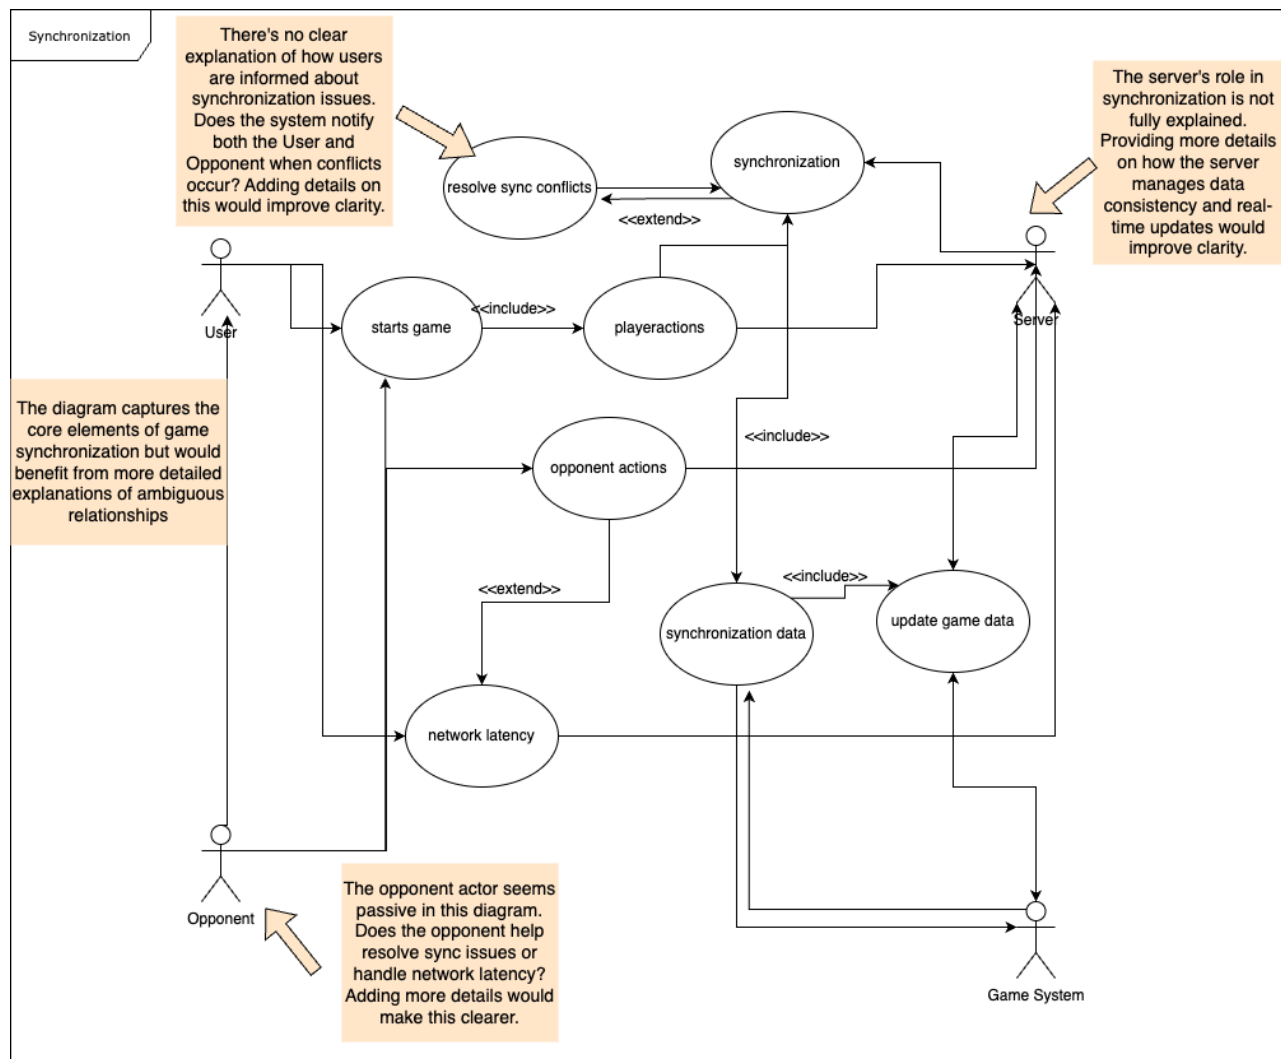 Synchronization
There's no clear
explanation of how users
are informed about
synchronization issues.
Does the system notify
both the User and
Opponent when conflicts
occur? Adding details on
this would improve clarity.
The server's role in
synchronization is not
fully explained.
Providing more details
on how the server
manages data
consistency and real-
time updates would
improve clarity.
synchronization
resolve sync conflicts
<<extend>>
User
starts game
<<include>>
playeractions
Server
The diagram captures the
core elements of game
synchronization but would
benefit from more detailed
explanations of ambiguous
relationships
<<include>>
opponent actions
<<extend>>
<<include>>
synchronization data
update game data
network latency
Opponent
The opponent actor seems
passive in this diagram.
Does the opponent help
resolve sync issues or
handle network latency?
Adding more details would
make this clearer.
Game System